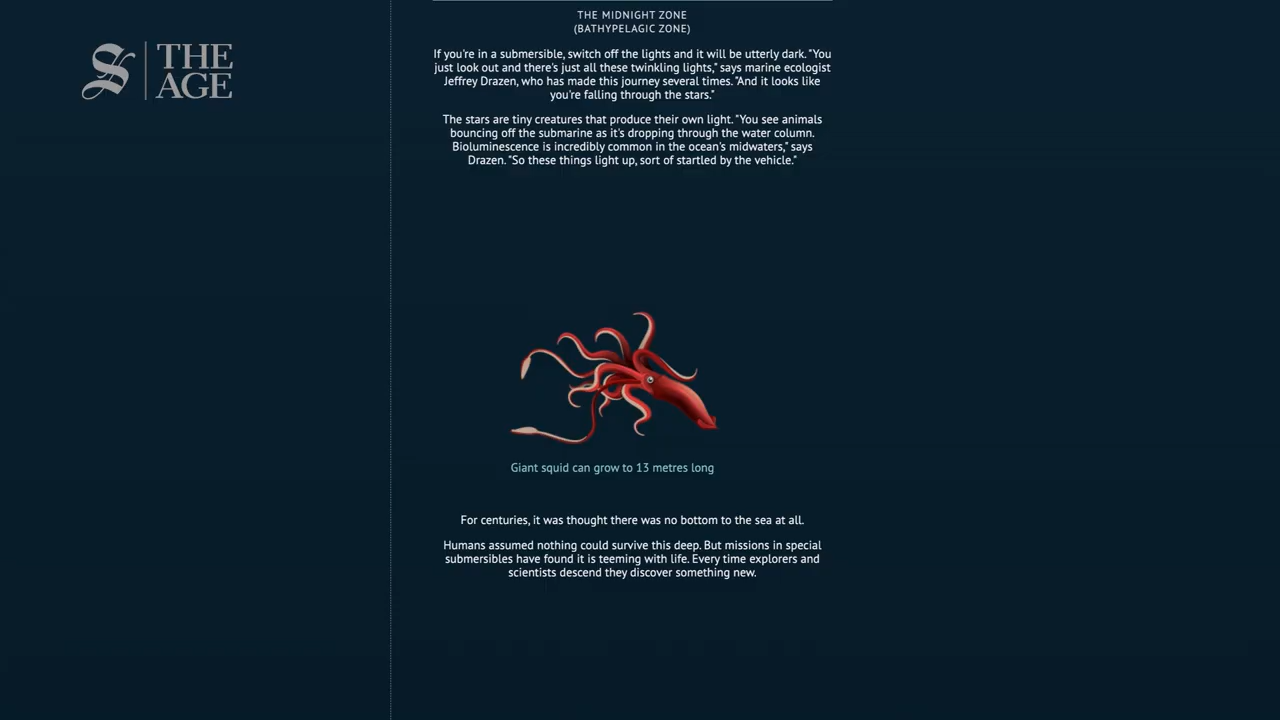 THE MIDNIGHT ZONE
(BATHYPELAGIC ZONE)
THE
AGE
If you're in a submersible, switch off the lights and it will be utterly dark. "You
just look out and there's just all these twinkling lights," says marine ecologist
Jeffrey Drazen, who has made this journey several times. "And it looks like
you're falling through the stars."
The stars are tiny creatures that produce their own light. "You see animals
bouncing off the submarine as it's dropping through the water column.
Bioluminescence is incredibly common in the ocean's midwaters," says
Drazen. "So these things light up, sort of startled by the vehicle."
Giant squid can grow to 13 metres long
For centuries, it was thought there was no bottom to the sea at all.
Humans assumed nothing could survive this deep. But missions in special
submersibles have found it is teeming with life. Every time explorers and
scientists descend they discover something new.